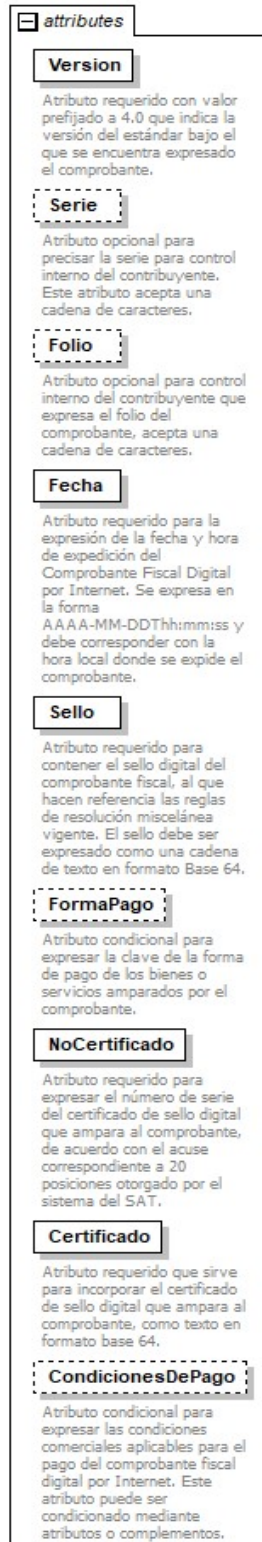 attributes
Version
Atributo requerido con valor
prefijado a 4.0 que indica la
versión del estándar bajo el
que se encuentra expresado
el comprobante.
Serie
Atributo opcional para
precisar la serie para control
interno del contribuyente.
Este atributo acepta una
cadena de caracteres.
Folio
Atributo opcional para control
interno del contribuyente que
expresa el folio del
comprobante, acepta una
cadena de caracteres.
Fecha
Atributo requerido para la
expresión de la fecha y hora
de expedición del
Comprobante Fiscal Digital
por Internet. Se expresa en
la forma
AAAA-MM-DDThh:mm:ss y
debe corresponder con la
hora local donde se expide el
comprobante.
Sello
Atributo requerido para
contener el sello digital del
comprobante fiscal, al que
hacen referencia las reglas
de resolución miscelánea
vigente. El sello debe ser
expresado como una cadena
de texto en formato Base 64.
FormaPago
Atributo condicional para
expresar la clave de la forma
de pago de los bienes o
servicios amparados por el
comprobante.
NoCertificado
Atributo requerido para
expresar el número de serie
del certificado de sello digital
que ampara al comprobante,
de acuerdo con el acuse
correspondiente a 20
posiciones otorgado por el
sistema del SAT.
Certificado
Atributo requerido que sirve
para incorporar el certificado
de sello digital que ampara al
comprobante, como texto en
formato base 64.
CondicionesDePago
Atributo condicional para
expresar las condiciones
comerciales aplicables para el
pago del comprobante fiscal
digital por Internet. Este
atributo puede ser
condicionado mediante
atributos o complementos.